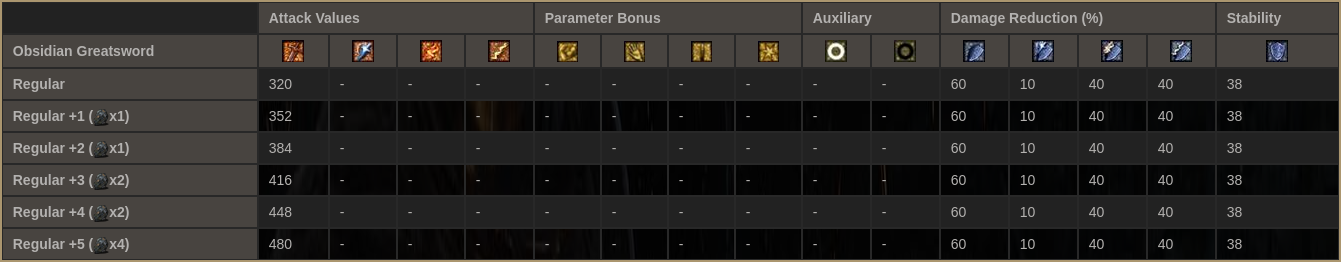 Attack Values Parameter Bonus Auxiliary Damage Reduction (%) Stability
Obsidian Greatsword
Regular 320 - - - - - - - - - 60 10 40 40 38
Regular +1 ( x1) 352 - - - - - - - - - 60 10 40 40 38
Regular +2 ( x1) 384 - - - - - - - - - 60 10 40 40 38
Regular +3 ( x2) 416 - - - - - - - - - 60 10 40 40 38
Regular +4 ( x2) 448 - - - - - - - - - 60 10 40 40 38
Regular +5 ( x4) 480 - - - - - - - - - 60 10 40 40 38